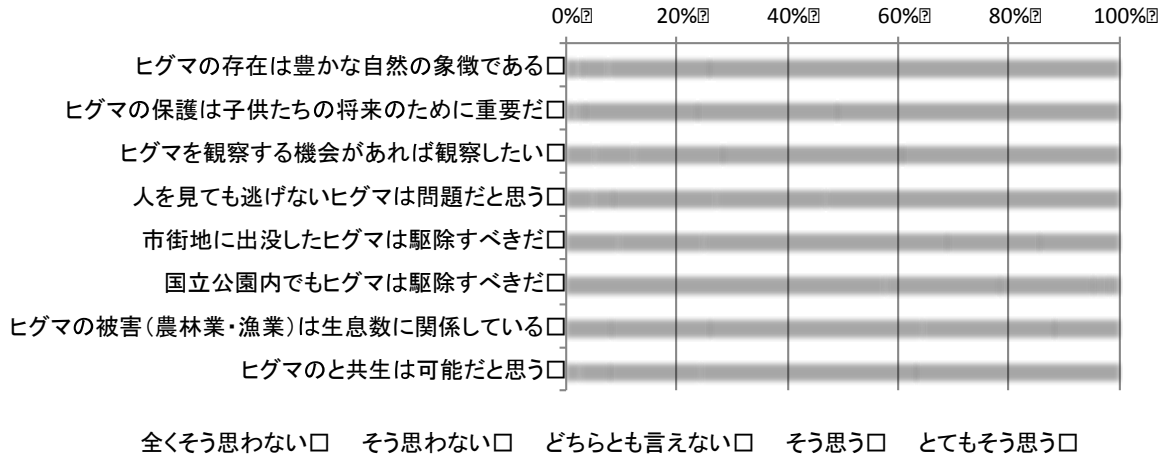 0%⍰ 20%⍰ 40%⍰ 60%⍰ 80%⍰ 100%⍰
ヒグマの存在は豊かな自然の象徴である□
ヒグマの保護は子供たちの将来のために重要だ□
ヒグマを観察する機会があれば観察したい□
人を見ても逃げないヒグマは問題だと思う□
市街地に出没したヒグマは駆除すべきだ□
国立公園内でもヒグマは駆除すべきだ□
ヒグマの被害（農林業・漁業）は生息数に関係している□
ヒグマのと共生は可能だと思う□
全くそう思わない□ そう思わない□ どちらとも言えない□ そう思う□ とてもそう思う□